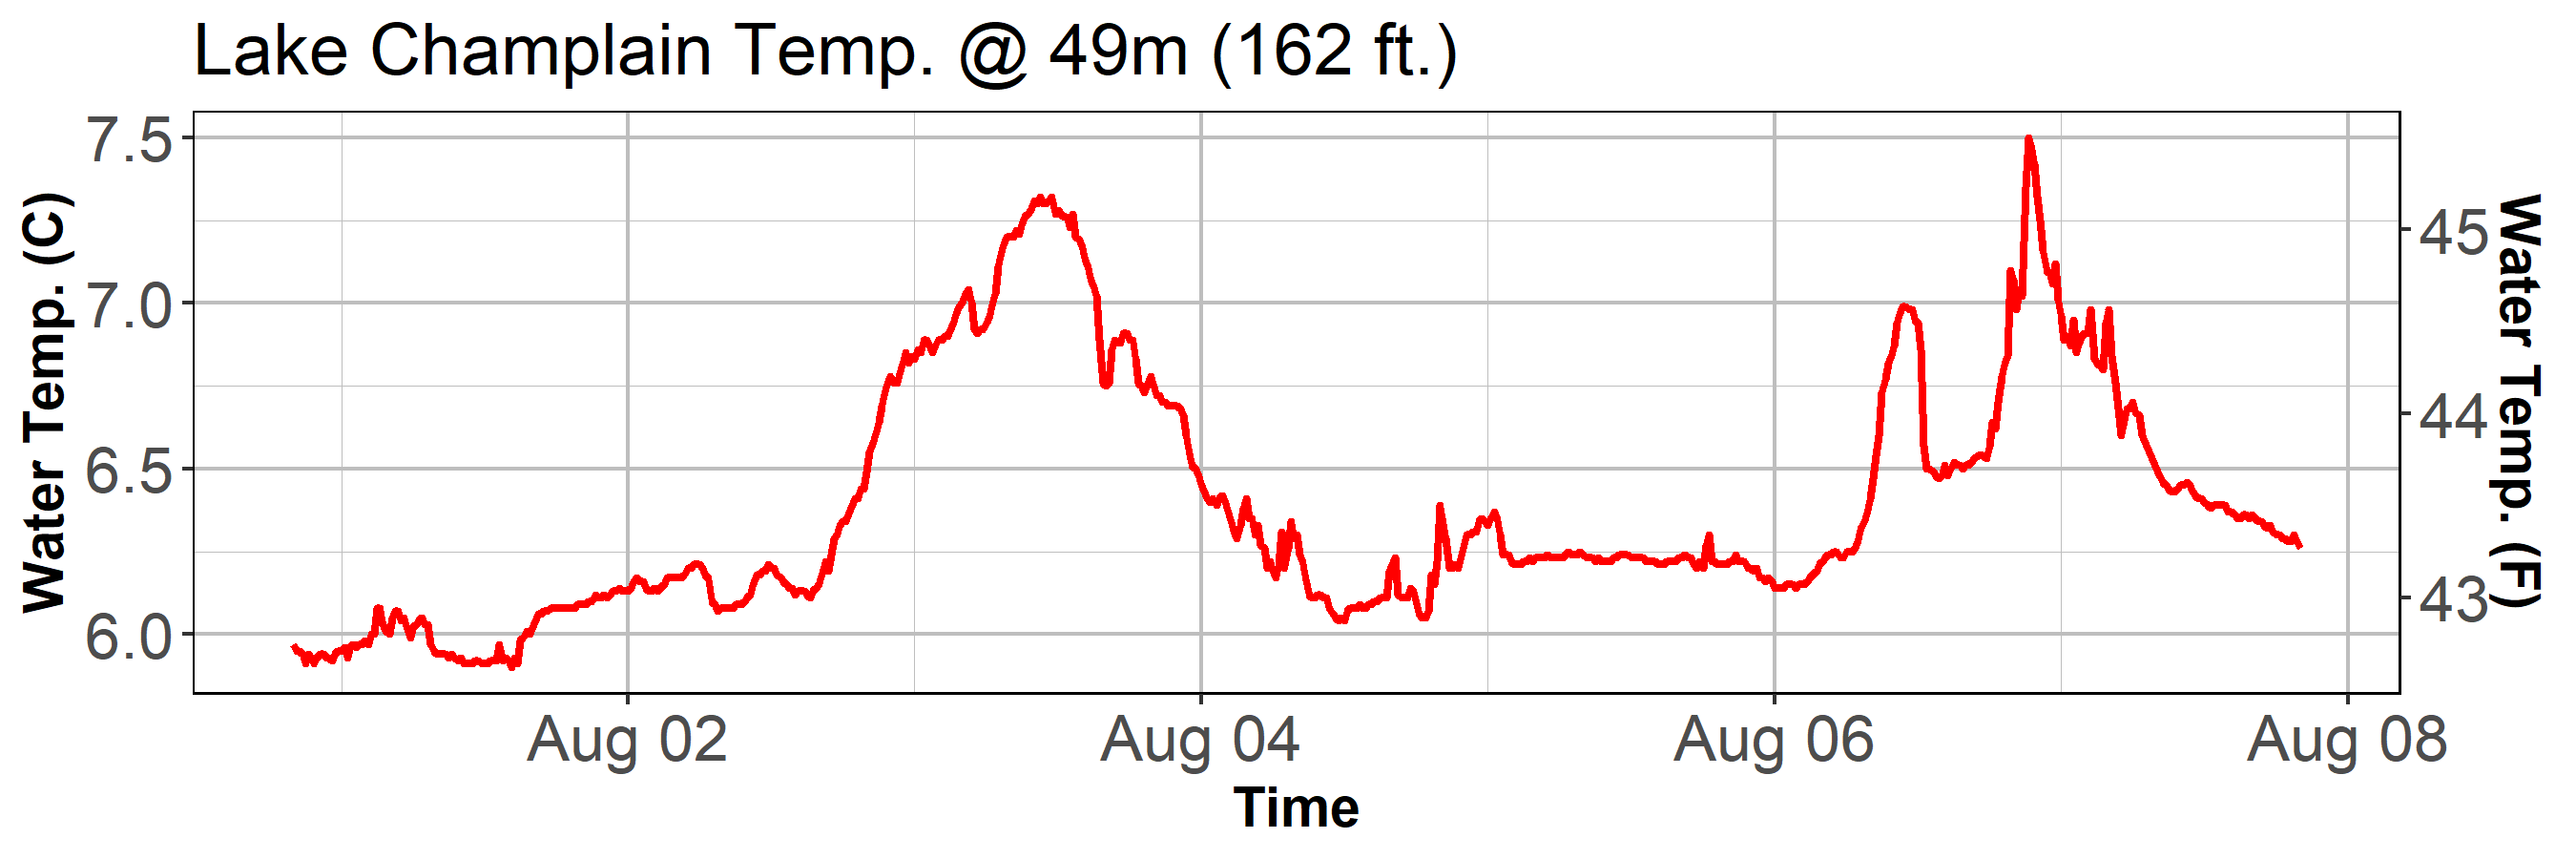 Lake Champlain Temp. @ 49m (162 ft.)
Water Temp. (C)
7.5
7.0
6.5
6.0
45
44
43
Water Temp. (F)
Aug 02
Aug 04
Aug 06
Aug 08
Time